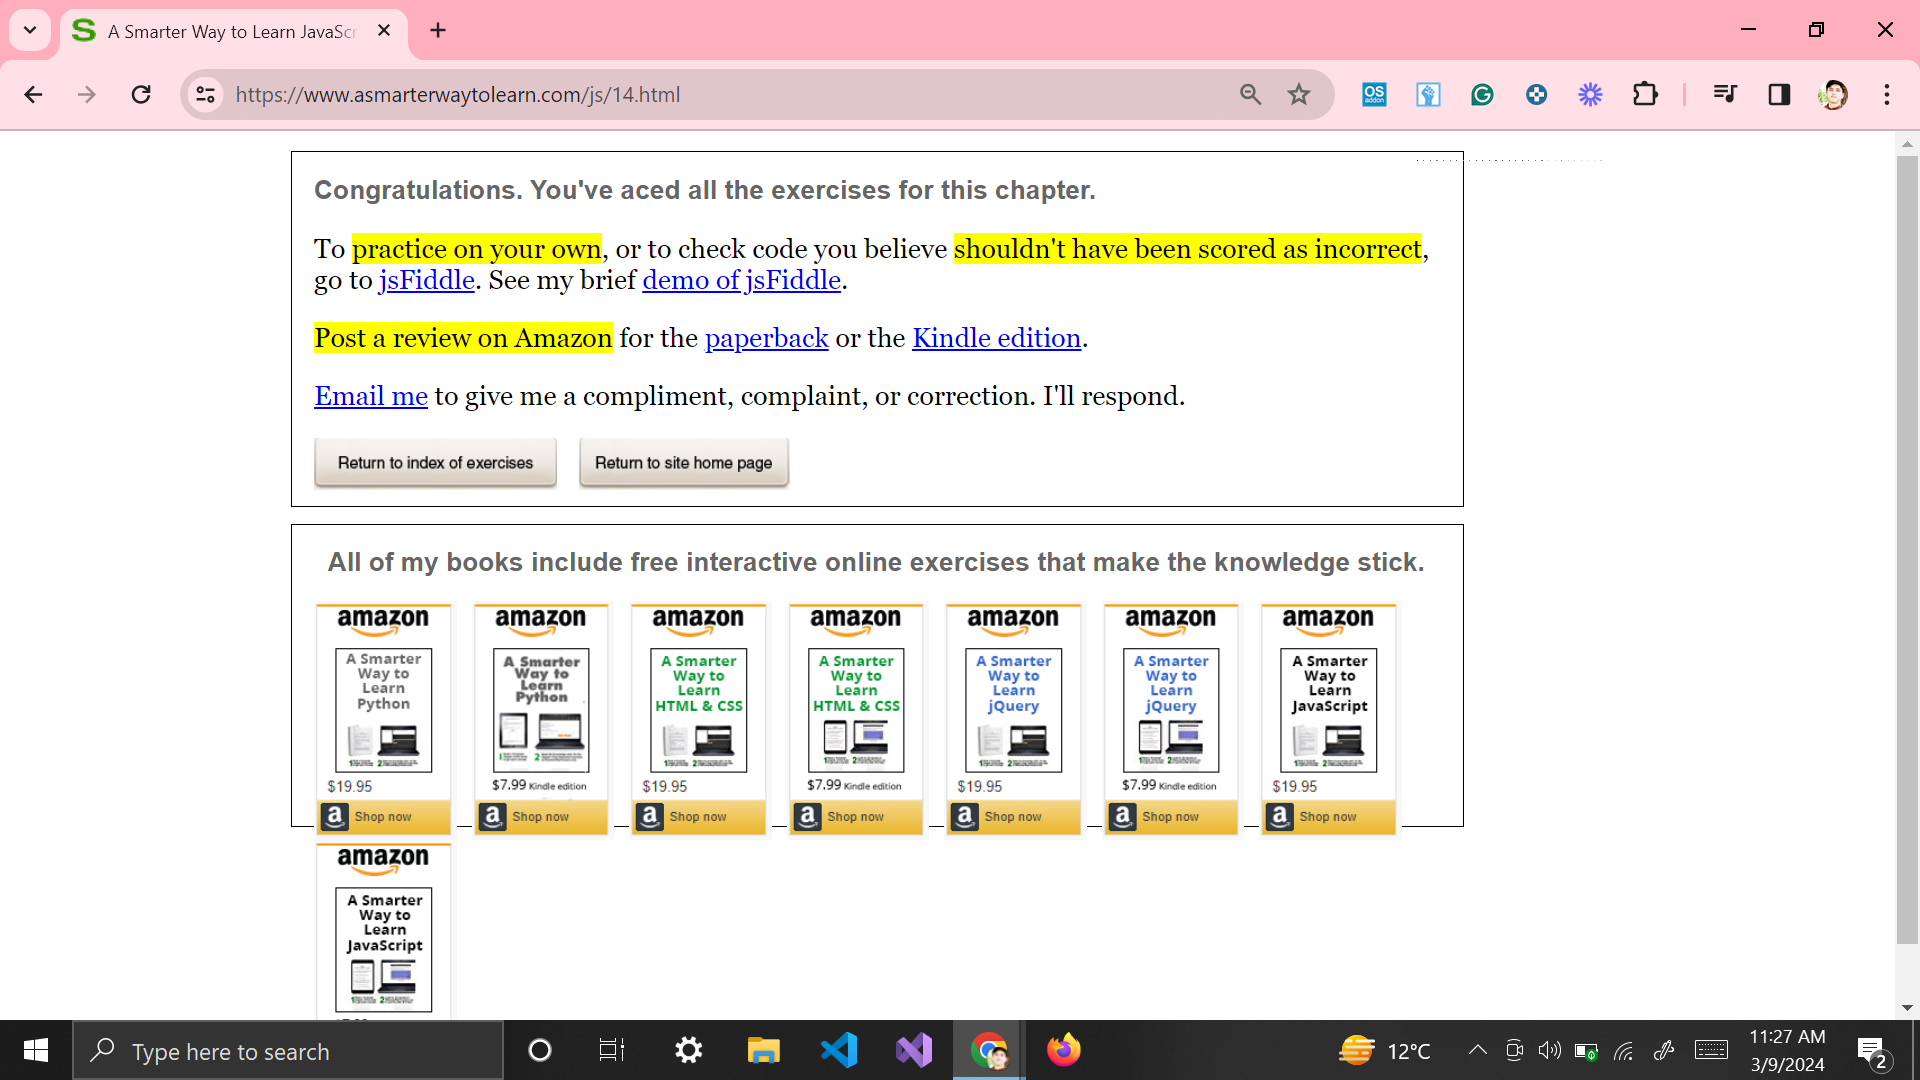 A Smarter Way to Learn JavaScr
https://www.asmarterwaytolearn.com/js/14.html
OS
addon
Congratulations. You've aced all the exercises for this chapter.
To practice on your own, or to check code you believe shouldn't have been scored as incorrect,
go to jsFiddle. See my brief demo of jsFiddle.
Post a review on Amazon for the paperback or the Kindle edition.
Email me to give me a compliment, complaint, or correction. I'll respond.
Return to index of exercises Return to site home page
All of my books include free interactive online exercises that make the knowledge stick.
amazon
A Smarter
Way to
Learn
Python
$19.95
Shop now
amazon
A Smarter
Way to
Learn
Python
$7.99 Kindle edition
Shop now
amazon
A Smarter
Way to
Learn
HTML & CSS
$19.95
Shop now
amazon
A Smarter
Way to
Learn
HTML & CSS
$7.99 Kindle edition
Shop now
amazon
A Smarter
Way to
Learn
jQuery
$19.95
Shop now
amazon
A Smarter
Way to
Learn
jQuery
$7.99 Kindle edition
Shop now
amazon
A Smarter
Way to
Learn
JavaScript
$19.95
Shop now
amazon
A Smarter
Way to
Learn
JavaScript
Type here to search
12°C
11:27 AM
3/9/2024
2